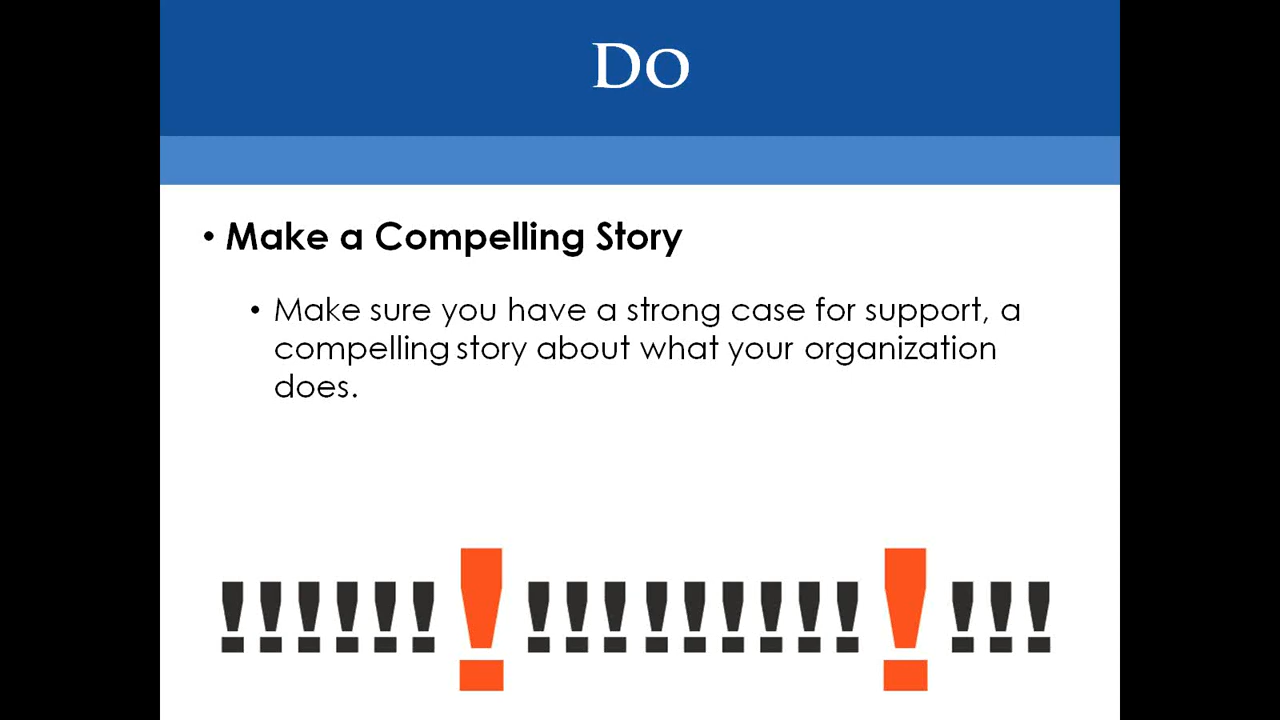 Do
• Make a Compelling Story
• Make sure you have a strong case for support, a
compelling story about what your organization
does.
!!!!!!!!!!!!!!!!!!!!